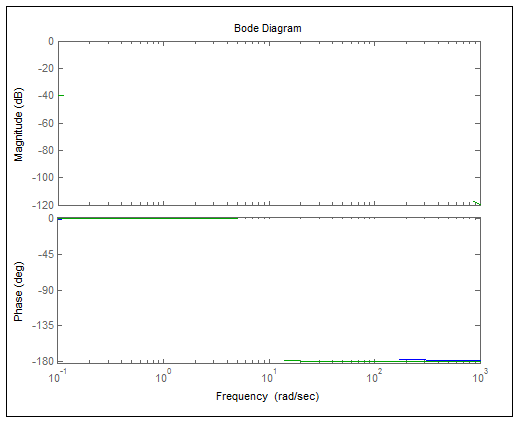 Bode Diagram
0
-20
-40
-60
-80
-100
-120
Magnitude (dB)
0
-45
-90
-135
-180
Phase (deg)
10^-1 10^0 10^1 10^2 10^3
Frequency (rad/sec)